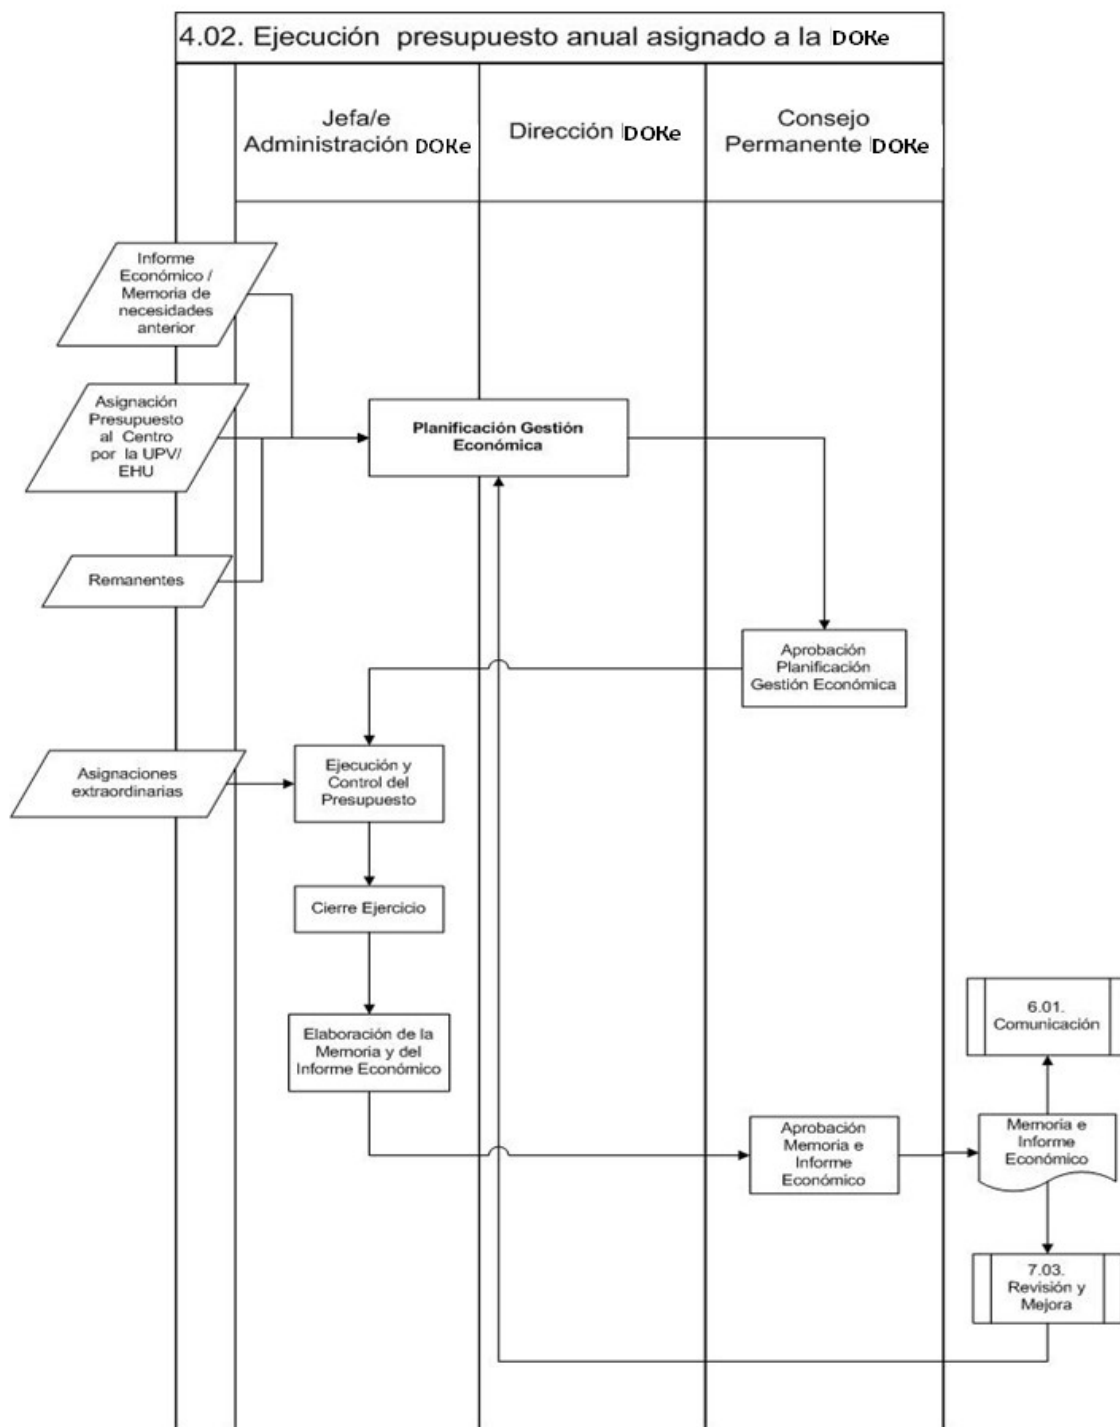 4.02. Ejecución presupuesto anual asignado a la DOKe
Jefa/e
Administración DOKe
Dirección DOKe
Consejo
Permanente DOKe
Informe
Económico /
Memoria de
necesidades
anterior
Asignación
Presupuesto
al Centro
por la UPV/
EHU
Planificación Gestión
Económica
Remanentes
Aprobación
Planificación
Gestión Económica
Asignaciones
extraordinarias
Ejecución y
Control del
Presupuesto
Cierre Ejercicio
Elaboración de la
Memoria y del
Informe Económico
6.01.
Comunicación
Aprobación
Memoria e
Informe
Económico
Memoria e
Informe
Económico
7.03.
Revisión y
Mejora